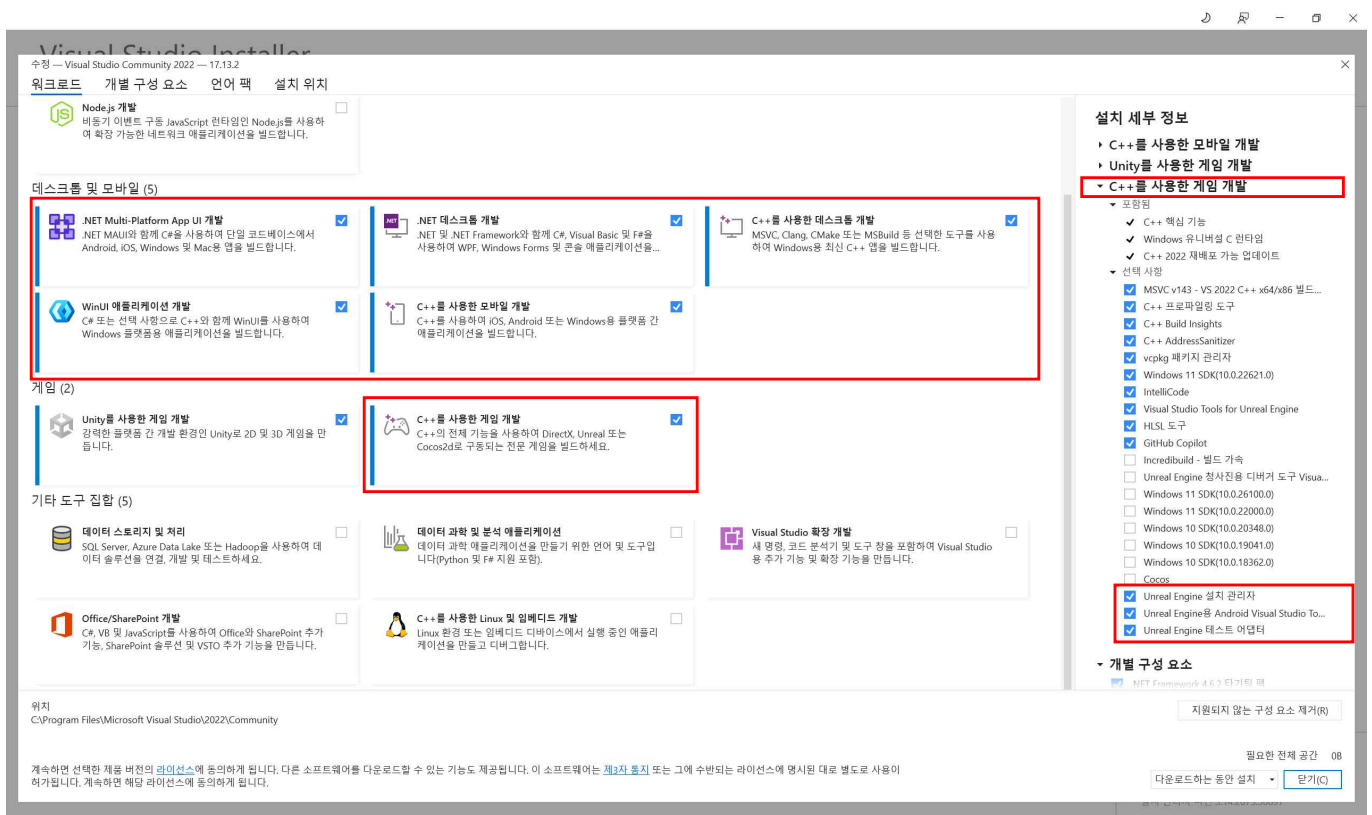 Visual Studio Installer
수정 — Visual Studio Community 2022 — 17.13.2
워크로드 개별 구성 요소 언어 팩 설치 위치
Node.js 개발
비동기 이벤트 구동 JavaScript 런타임인 Node.js를 사용하
여 확장 가능한 네트워크 애플리케이션을 빌드합니다.
데스크톱 및 모바일 (5)
.NET Multi-Platform App UI 개발
.NET MAUI와 함께 C#을 사용하여 단일 코드베이스에서
Android, iOS, Windows 및 Mac용 앱을 빌드합니다.
.NET 데스크톱 개발
.NET 및 .NET Framework와 함께 C#, Visual Basic 및 F#을
사용하여 WPF, Windows Forms 및 콘솔 애플리케이션을...
C++를 사용한 데스크톱 개발
MSVC, Clang, CMake 또는 MSBuild 등 선택한 도구를 사용
하여 Windows용 최신 C++ 앱을 빌드합니다.
WinUI 애플리케이션 개발
C# 또는 선택 사항으로 C++와 함께 WinUI를 사용하여
Windows 플랫폼용 애플리케이션을 빌드합니다.
C++를 사용한 모바일 개발
C++를 사용하여 iOS, Android 또는 Windows용 플랫폼 간
애플리케이션을 빌드합니다.
게임 (2)
Unity를 사용한 게임 개발
강력한 플랫폼 간 개발 환경인 Unity로 2D 및 3D 게임을 만
듭니다.
C++를 사용한 게임 개발
C++의 전체 기능을 사용하여 DirectX, Unreal 또는
Cocos2d로 구동되는 전문 게임을 빌드하세요.
기타 도구 집합 (5)
데이터 스토리지 및 처리
SQL Server, Azure Data Lake 또는 Hadoop을 사용하여 데
이터 솔루션을 연결, 개발 및 테스트하세요.
데이터 과학 및 분석 애플리케이션
데이터 과학 애플리케이션을 만들기 위한 언어 및 도구입
니다(Python 및 F# 지원 포함).
Visual Studio 확장 개발
새 명령, 코드 분석기 및 도구 창을 포함하여 Visual Studio
용 추가 기능 및 확장 기능을 만듭니다.
Office/SharePoint 개발
C#, VB 및 JavaScript를 사용하여 Office와 SharePoint 추가
기능, SharePoint 솔루션 및 VSTO 추가 기능을 만듭니다.
C++를 사용한 Linux 및 임베디드 개발
Linux 환경 또는 임베디드 디바이스에서 실행 중인 애플리
케이션을 만들고 디버그합니다.
설치 세부 정보
C++를 사용한 모바일 개발
Unity를 사용한 게임 개발
C++를 사용한 게임 개발
포함됨
C++ 핵심 기능
Windows 유니버설 C 런타임
C++ 2022 재배포 가능 업데이트
선택 사항
MSVC v143 - VS 2022 C++ x64/x86 빌드...
C++ 프로파일링 도구
C++ Build Insights
C++ AddressSanitizer
vcpkg 패키지 관리자
Windows 11 SDK(10.0.22621.0)
IntelliCode
Visual Studio Tools for Unreal Engine
HLSL 도구
GitHub Copilot
Incredibuild - 빌드 가속
Unreal Engine 청사진용 디버거 도구 Visua...
Windows 11 SDK(10.0.26100.0)
Windows 11 SDK(10.0.22000.0)
Windows 10 SDK(10.0.20348.0)
Windows 10 SDK(10.0.19041.0)
Windows 10 SDK(10.0.18362.0)
Cocos
Unreal Engine 설치 관리자
Unreal Engine용 Android Visual Studio To...
Unreal Engine 테스트 어댑터
개별 구성 요소
.NET Framework 4.6.2 타기팅 팩
위치
C:\Program Files\Microsoft Visual Studio\2022\Community
지원되지 않는 구성 요소 제거(R)
필요한 전체 공간 0B
계속하면 선택한 제품 버전의 라이선스에 동의하게 됩니다. 다른 소프트웨어를 다운로드할 수 있는 기능도 제공됩니다. 이 소프트웨어는 제3자 통지 또는 그에 수반되는 라이선스에 명시된 대로 별도로 사용이
허가됩니다. 계속하면 해당 라이선스에 동의하게 됩니다.
다운로드하는 동안 설치 닫기(C)